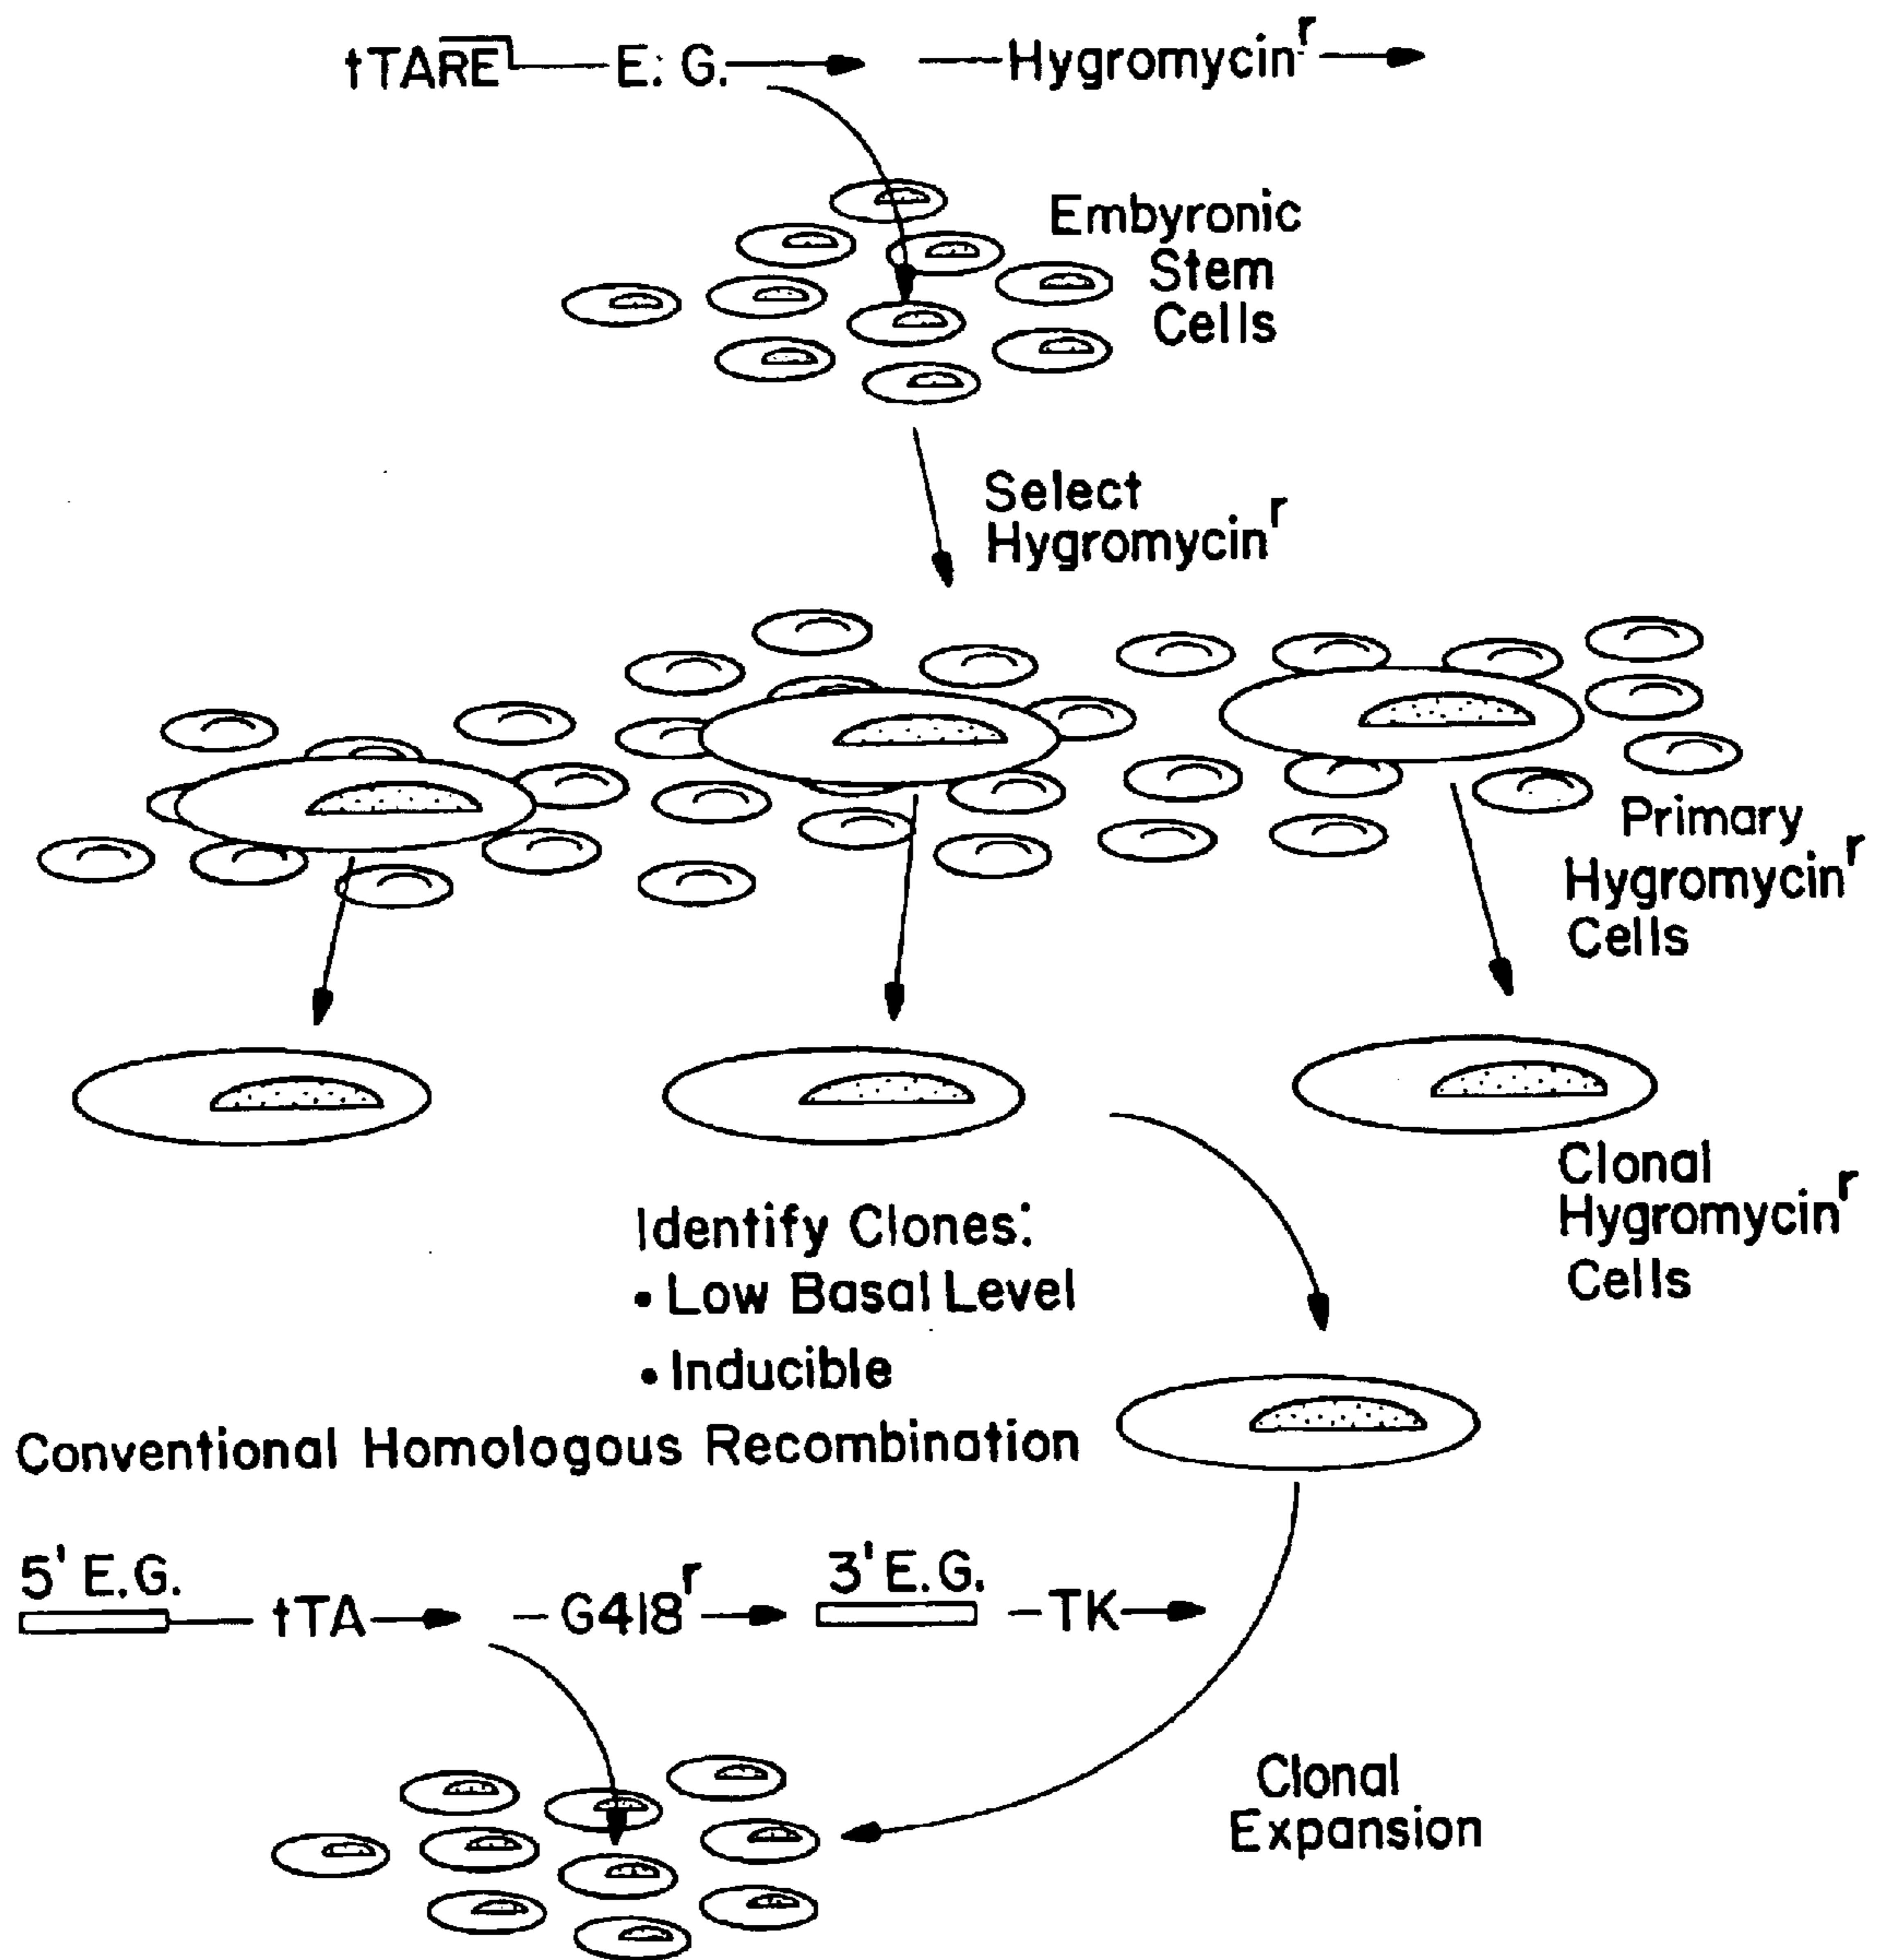 tTARE E: G. Hygromycin^r
Embyronic
Stem
Cells
Select
Hygromycin^r
Primary
Hygromycin^r
Cells
Clonal
Hygromycin^r
Cells
Identify Clones:
• Low Basal Level
• Inducible
Conventional Homologous Recombination
5' E.G. tTA G418^r 3' E.G. TK
Clonal
Expansion